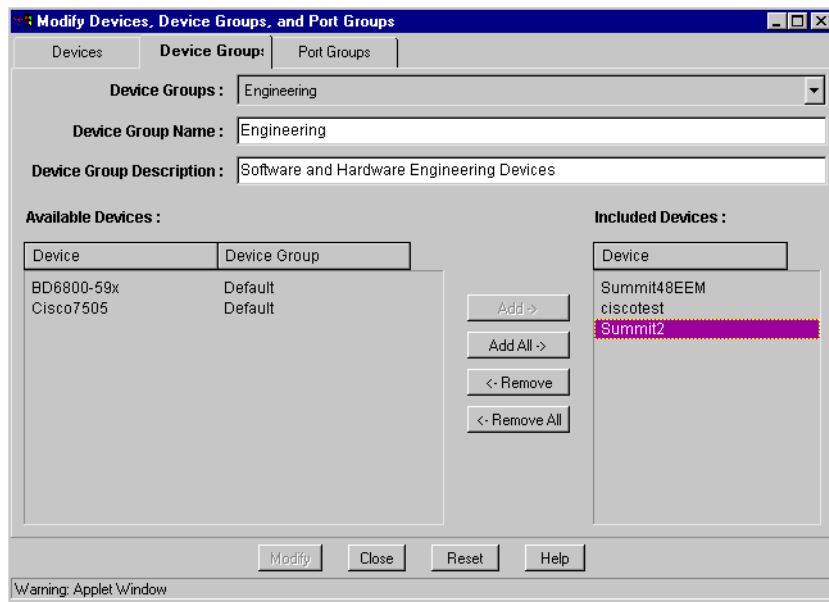 Modify Devices, Device Groups, and Port Groups
Devices
Device Groups
Port Groups
Device Groups :
Engineering
Device Group Name :
Engineering
Device Group Description :
Software and Hardware Engineering Devices
Available Devices :
Device Device Group
BD6800-59x Default
Cisco7505 Default
Add ->
Add All ->
<- Remove
<- Remove All
Included Devices :
Device
Summit48EEM
ciscotest
Summit2
Modify Close Reset Help
Warning: Applet Window